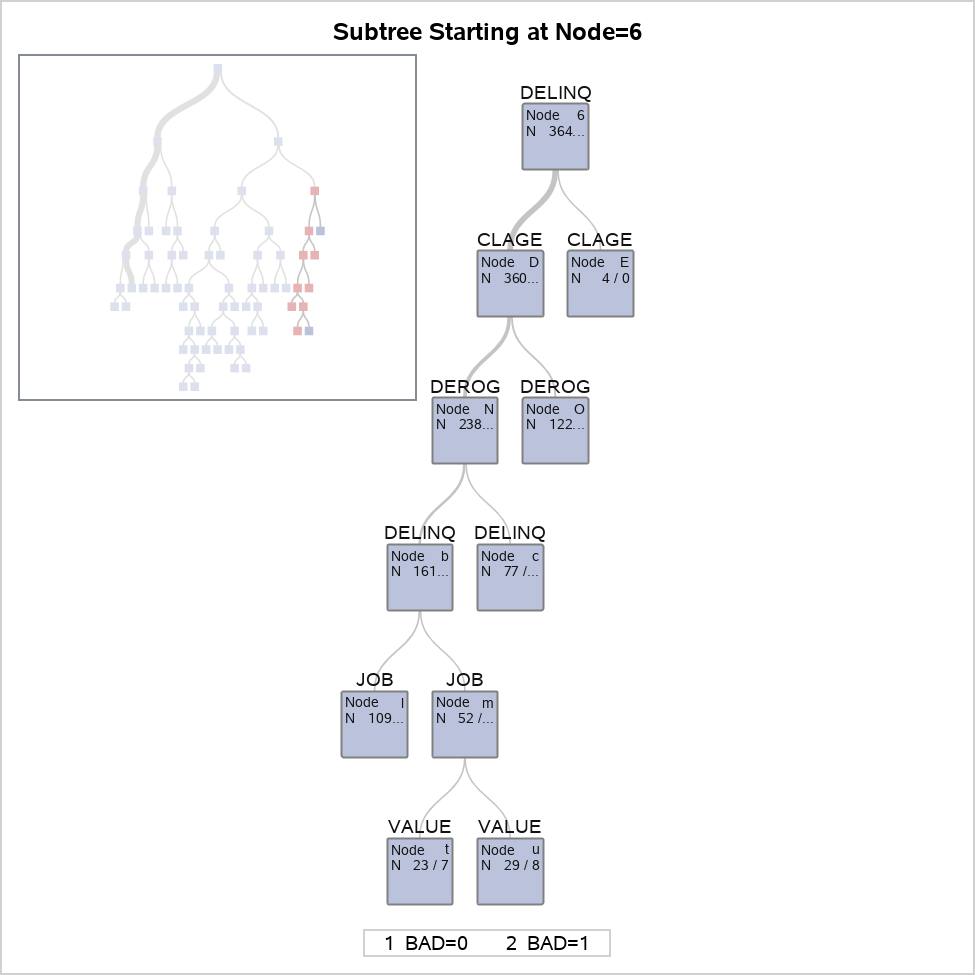 Subtree Starting at Node=6
DELINQ
Node 6
N 364...
CLAGE CLAGE
Node D Node E
N 360... N 4 / 0
DEROG DEROG
Node N Node O
N 238... N 122...
DELINQ DELINQ
Node b Node c
N 161... N 77 /...
JOB JOB
Node l Node m
N 109... N 52 /...
VALUE VALUE
Node t Node u
N 23 / 7 N 29 / 8
1 BAD=0 2 BAD=1